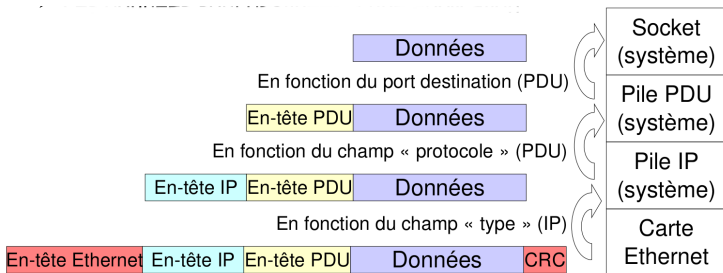 Données
Socket
(système)
En fonction du port destination (PDU)
En-tête PDU Données
Pile PDU
(système)
En fonction du champ « protocole » (PDU)
En-tête IP En-tête PDU Données
Pile IP
(système)
En fonction du champ « type » (IP)
En-tête Ethernet En-tête IP En-tête PDU Données CRC
Carte
Ethernet